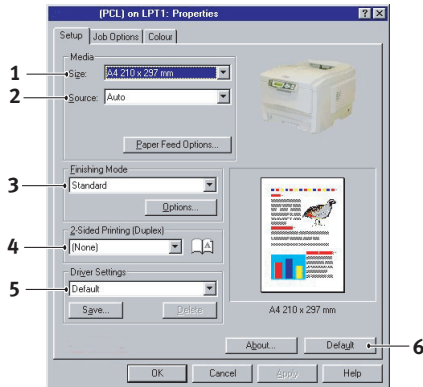 (PCL) on LPT1: Properties
Setup Job Options Colour
Media
1 Size: A4 210 x 297 mm
2 Source: Auto
Paper Feed Options...
Finishing Mode
3 Standard
Options...
2-Sided Printing (Duplex)
4 (None) A
Driver Settings
5 Default
Save... Delete A4 210 x 297 mm
About... Default 6
OK Cancel Apply Help